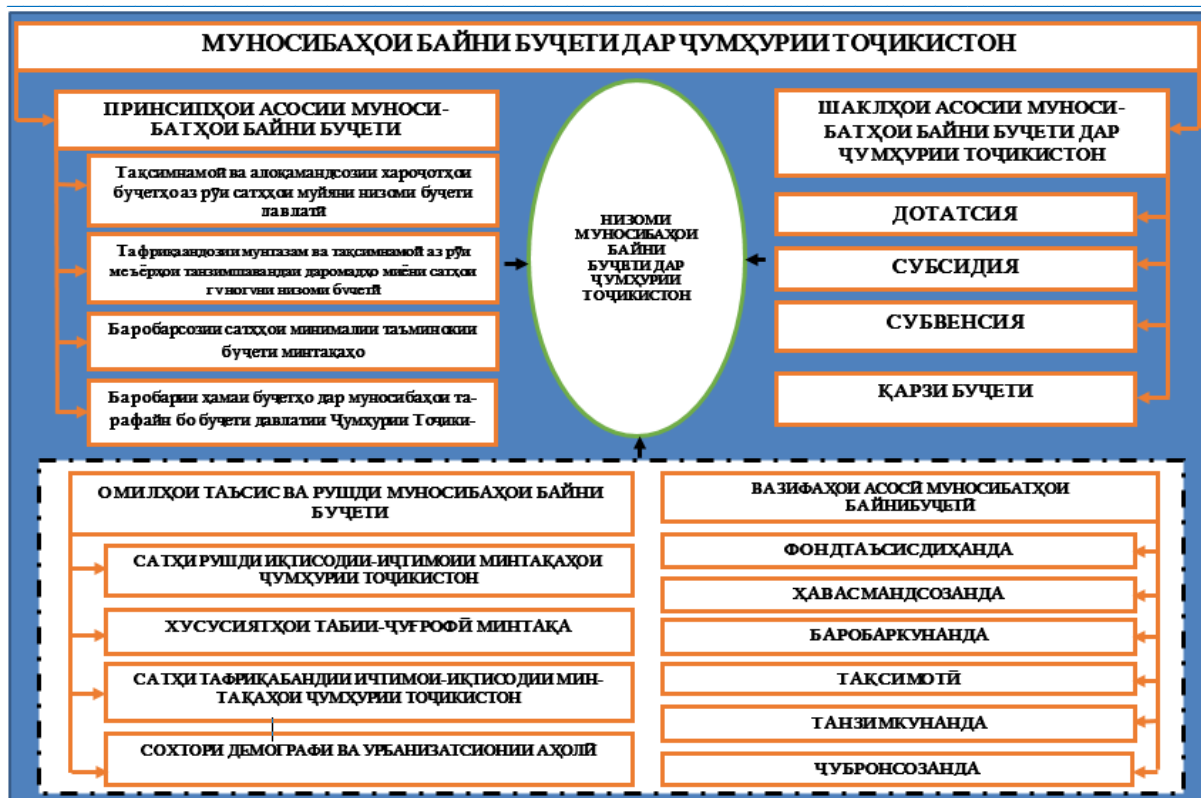 МУНОСИБАҲОИ БАЙНИ БУҶЕТИ ДАР ҶУМҲУРИИ ТОҶИКИСТОН
ПРИНСИПҲОИ АСОСИИ МУНОСИ-
БАТҲОИ БАЙНИ БУҶЕТИ
Тақсимнамоӣ ва алоқамандсозии хароҷотҳои
буҷетҳо аз рӯи сатҳҳои муйяни низоми буҷети
давлатӣ
Тафриқаандозии мунтазам ва тақсимнамоӣ аз рӯи
меъёрҳои танзимшавандаи даромадҳо миёни сатҳои
гуногуни низоми буҷетӣ
Баробарсозии сатҳҳои минималии таъминокии
буҷети минтақаҳо
Баробарии ҳамаи буҷетҳо дар муносибаҳои та-
рафайн бо буҷети давлатии Ҷумҳурии Тоҷики-
НИЗОМИ
МУНОСИБАҲОИ
БАЙНИ
БУҶЕТИ ДАР
ҶУМҲУРИИ
ТОҶИКИСТОН
ШАКЛҲОИ АСОСИИ МУНОСИ-
БАТҲОИ БАЙНИ БУҶЕТИ ДАР
ҶУМҲУРИИ ТОҶИКИСТОН
ДОТАТСИЯ
СУБСИДИЯ
СУБВЕНСИЯ
ҚАРЗИ БУҶЕТИ
ОМИЛҲОИ ТАЪСИС ВА РУШДИ МУНОСИБАҲОИ БАЙНИ
БУҶЕТИ
САТҲИ РУШДИ ИҚТИСОДИИ-ИҶТИМОИИ МИНТАҚАҲОИ
ҶУМҲУРИИ ТОҶИКИСТОН
ХУСУСИЯТҲОИ ТАБИИ-ҶУҒРОФӢ МИНТАҚА
САТҲИ ТАФРИҚАБАНДИИ ИҶТИМОИ-ИҚТИСОДИИ МИН-
ТАҚАҲОИ ҶУМҲУРИИ ТОҶИКИСТОН
СОХТОРИ ДЕМОГРАФИ ВА УРБАНИЗАТСИОНИИ АҲОЛӢ
ВАЗИФАҲОИ АСОСӢ МУНОСИБАТҲОИ
БАЙНИБУҶЕТӢ
ФОНДТАЪСИСДИҲАНДА
ҲАВАСМАНДСОЗАНДА
БАРОБАРКУНАНДА
ТАҚСИМОТӢ
ТАНЗИМКУНАНДА
ҶУБРОНСОЗАНДА